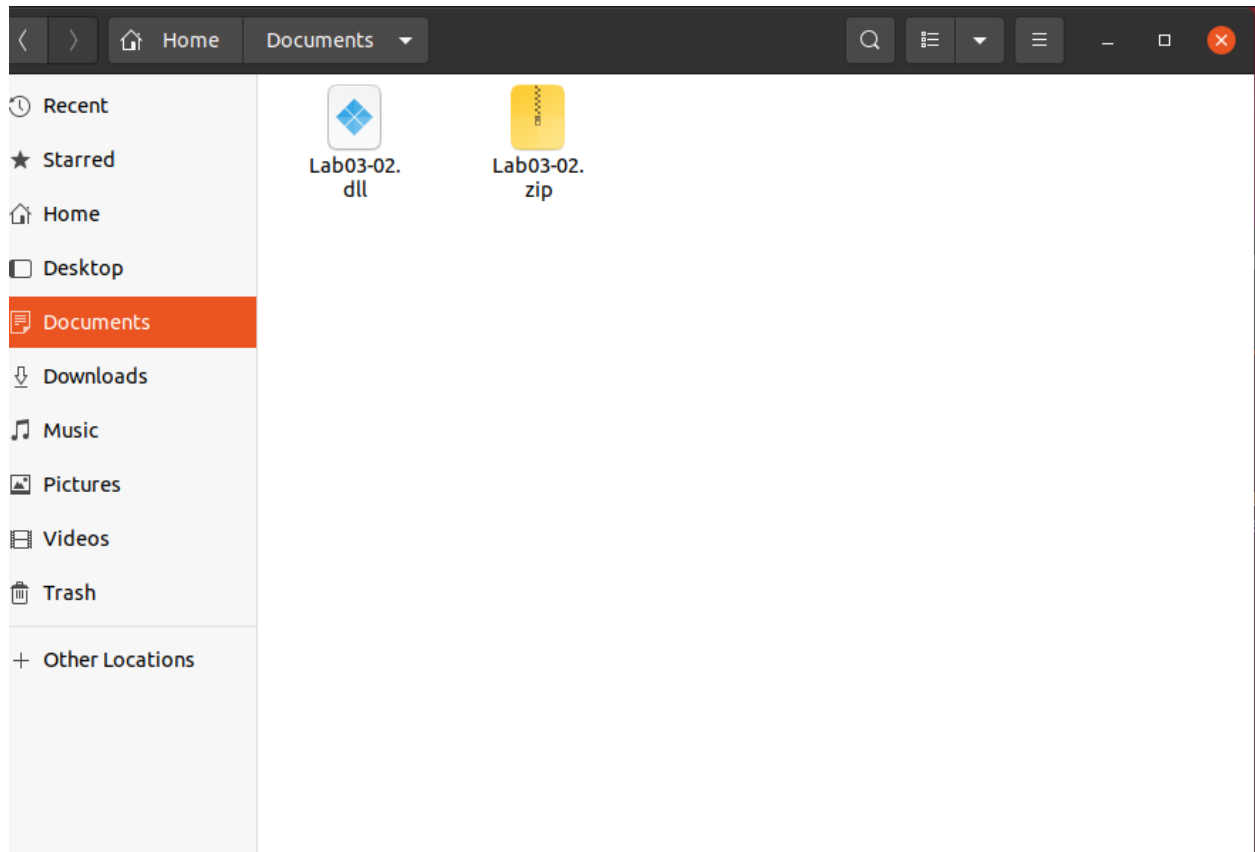 Home
Documents
Recent
Starred
Home
Desktop
Documents
Downloads
Music
Pictures
Videos
Trash
Other Locations
Lab03-02.
dll
Lab03-02.
zip